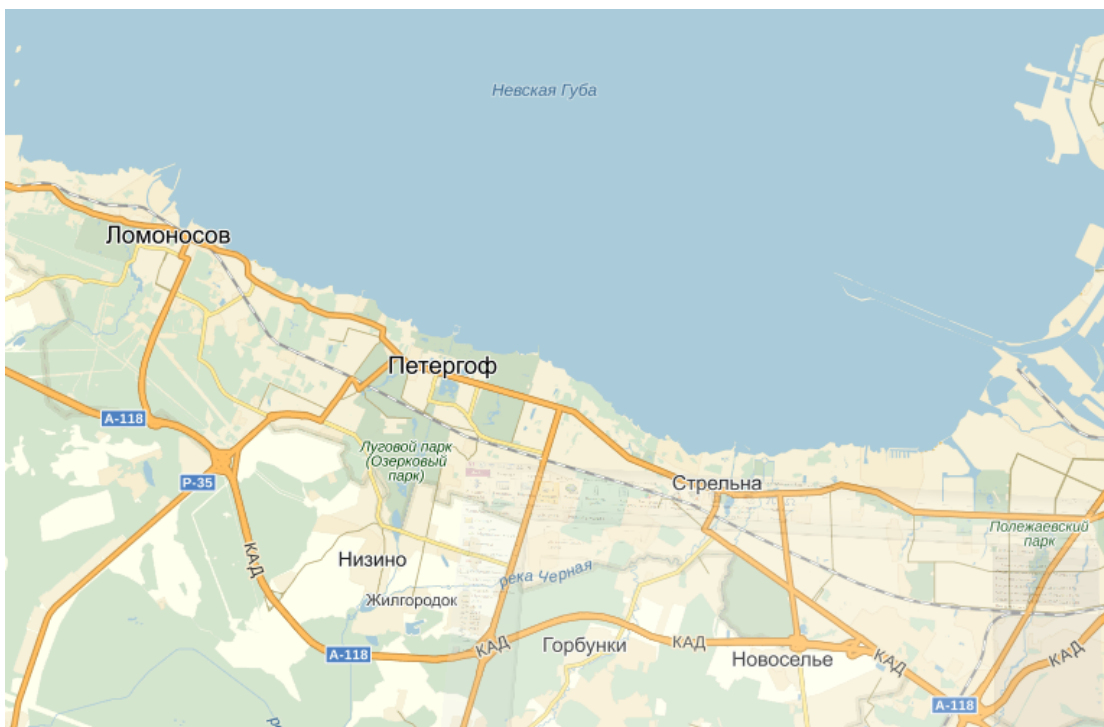 Невская Губа
Ломоносов
Петергоф
А-118
Луговой парк
(Озерковый
парк)
Р-35
Стрельна
Полежаевский
парк
КАД
Низино
река Черная
Жилгородок
Горбунки
КАД
КАД
Новоселье
КАД
КАД
А-118
А-118